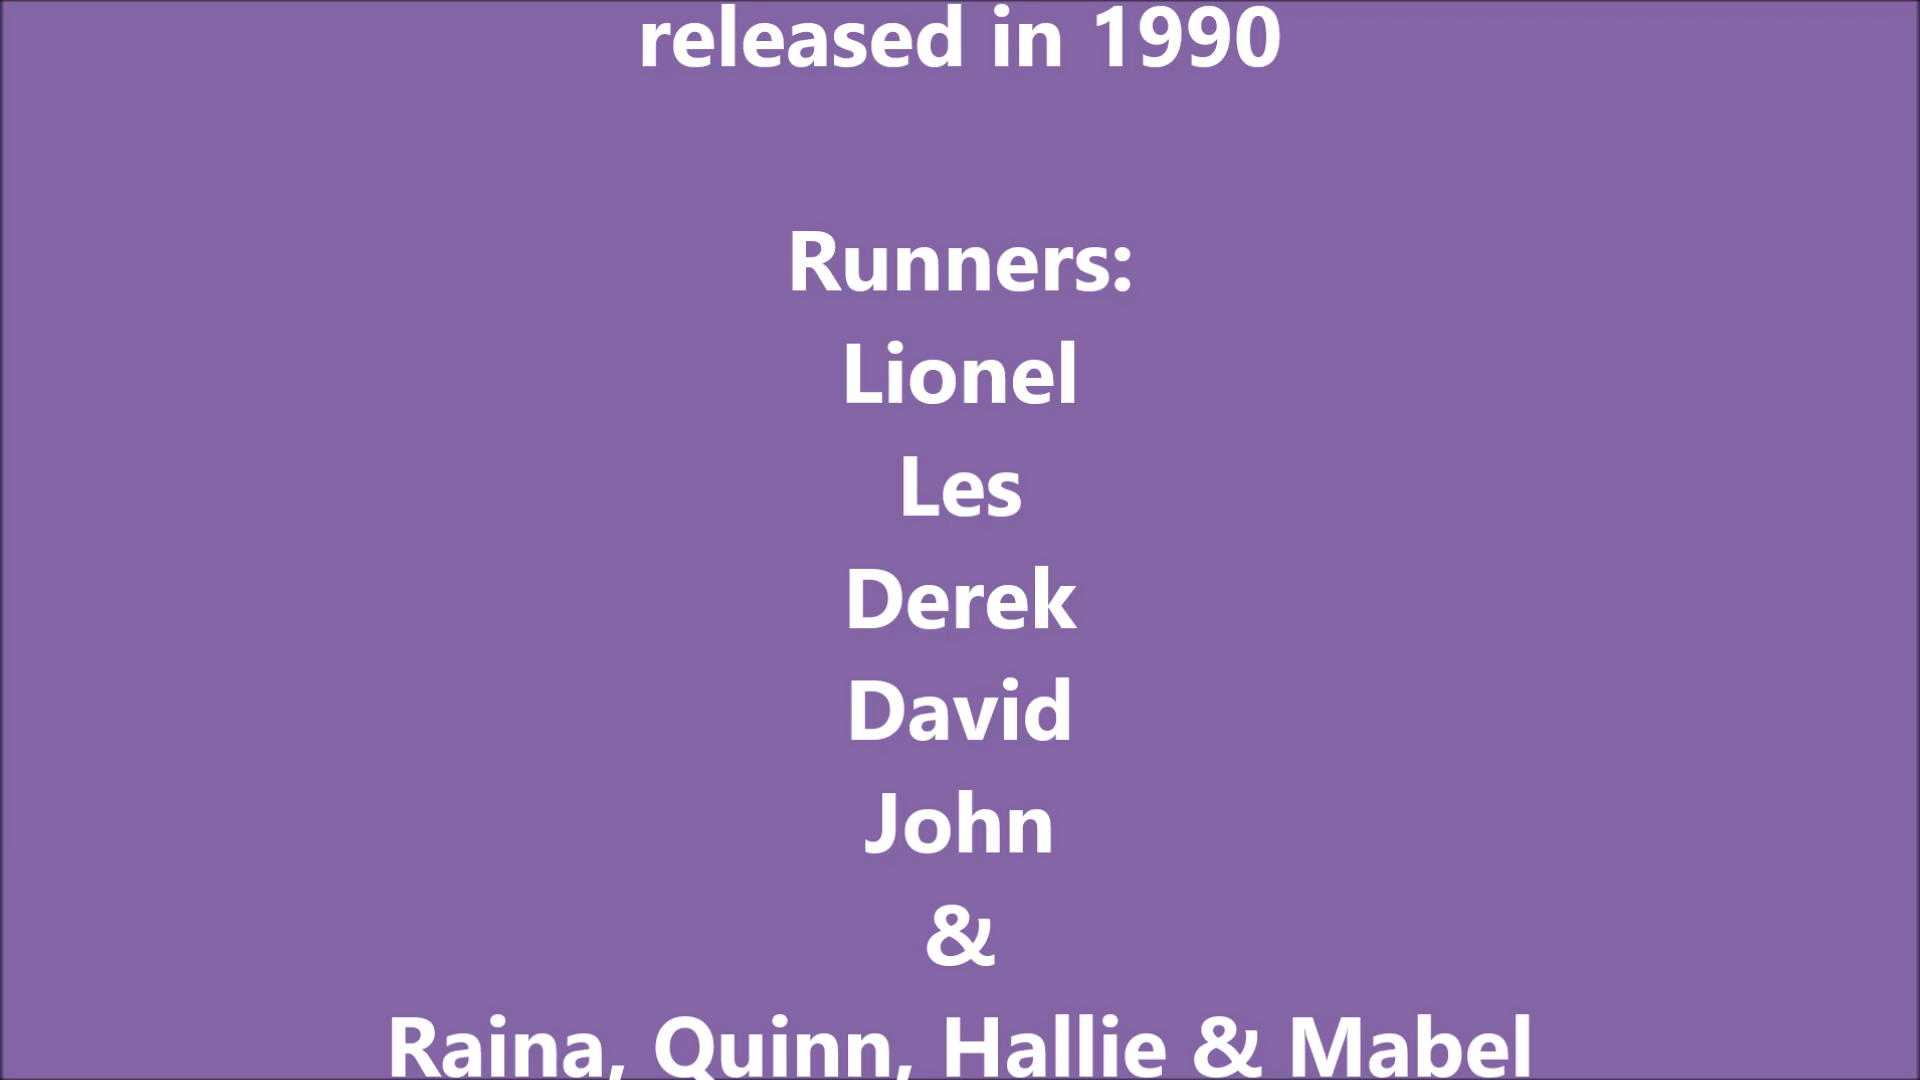 released in 1990
Runners:
Lionel
Les
Derek
David
John
&
Raina, Quinn, Hallie & Mabel